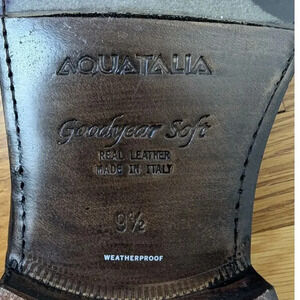 AQUATALIA
Goodyear Soft
REAL LEATHER
MADE IN ITALY
9½
WEATHERPROOF